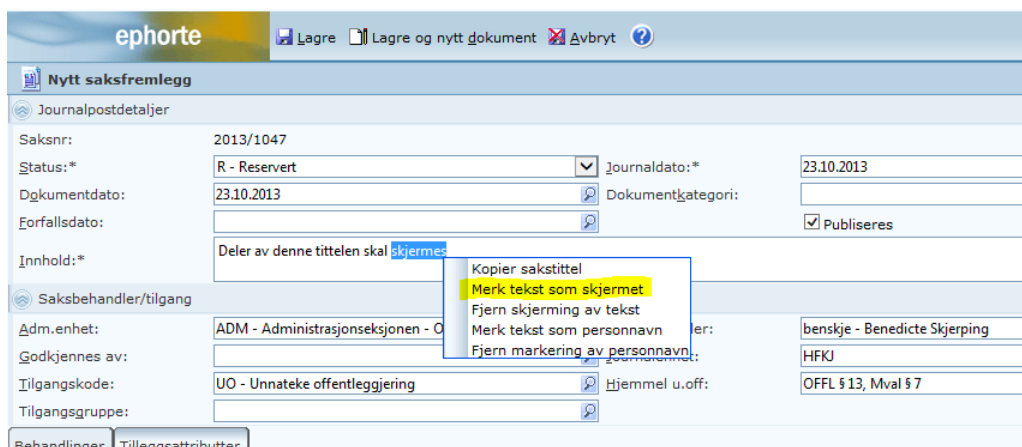 ephorte Lagre Lagre og nytt dokument Avbryt
Nytt saksfremlegg
Journalpostdetaljer
Saksnr: 2013/1047
Status:* R - Reservert Journaldato:* 23.10.2013
Dokumentdato: 23.10.2013 Dokumentkategori:
Forfallsdato: Publiseres
Innhold:* Deler av denne tittelen skal skjermes
Kopier sakstittel
Merk tekst som skjermet
Fjern skjerming av tekst
Merk tekst som personnavn
Fjern markering av personnavn
Saksbehandler/tilgang
Adm.enhet: ADM - Administrasjonseksjonen - O ler: benskje - Benedicte Skjerping
Godkjennes av: Journalenhet: HFKJ
Tilgangskode: UO - Unnateke offentleggjering Hjemmel u.off: OFFL § 13, Mval § 7
Tilgangsgruppe:
Behandlinger Tilleggsattributter